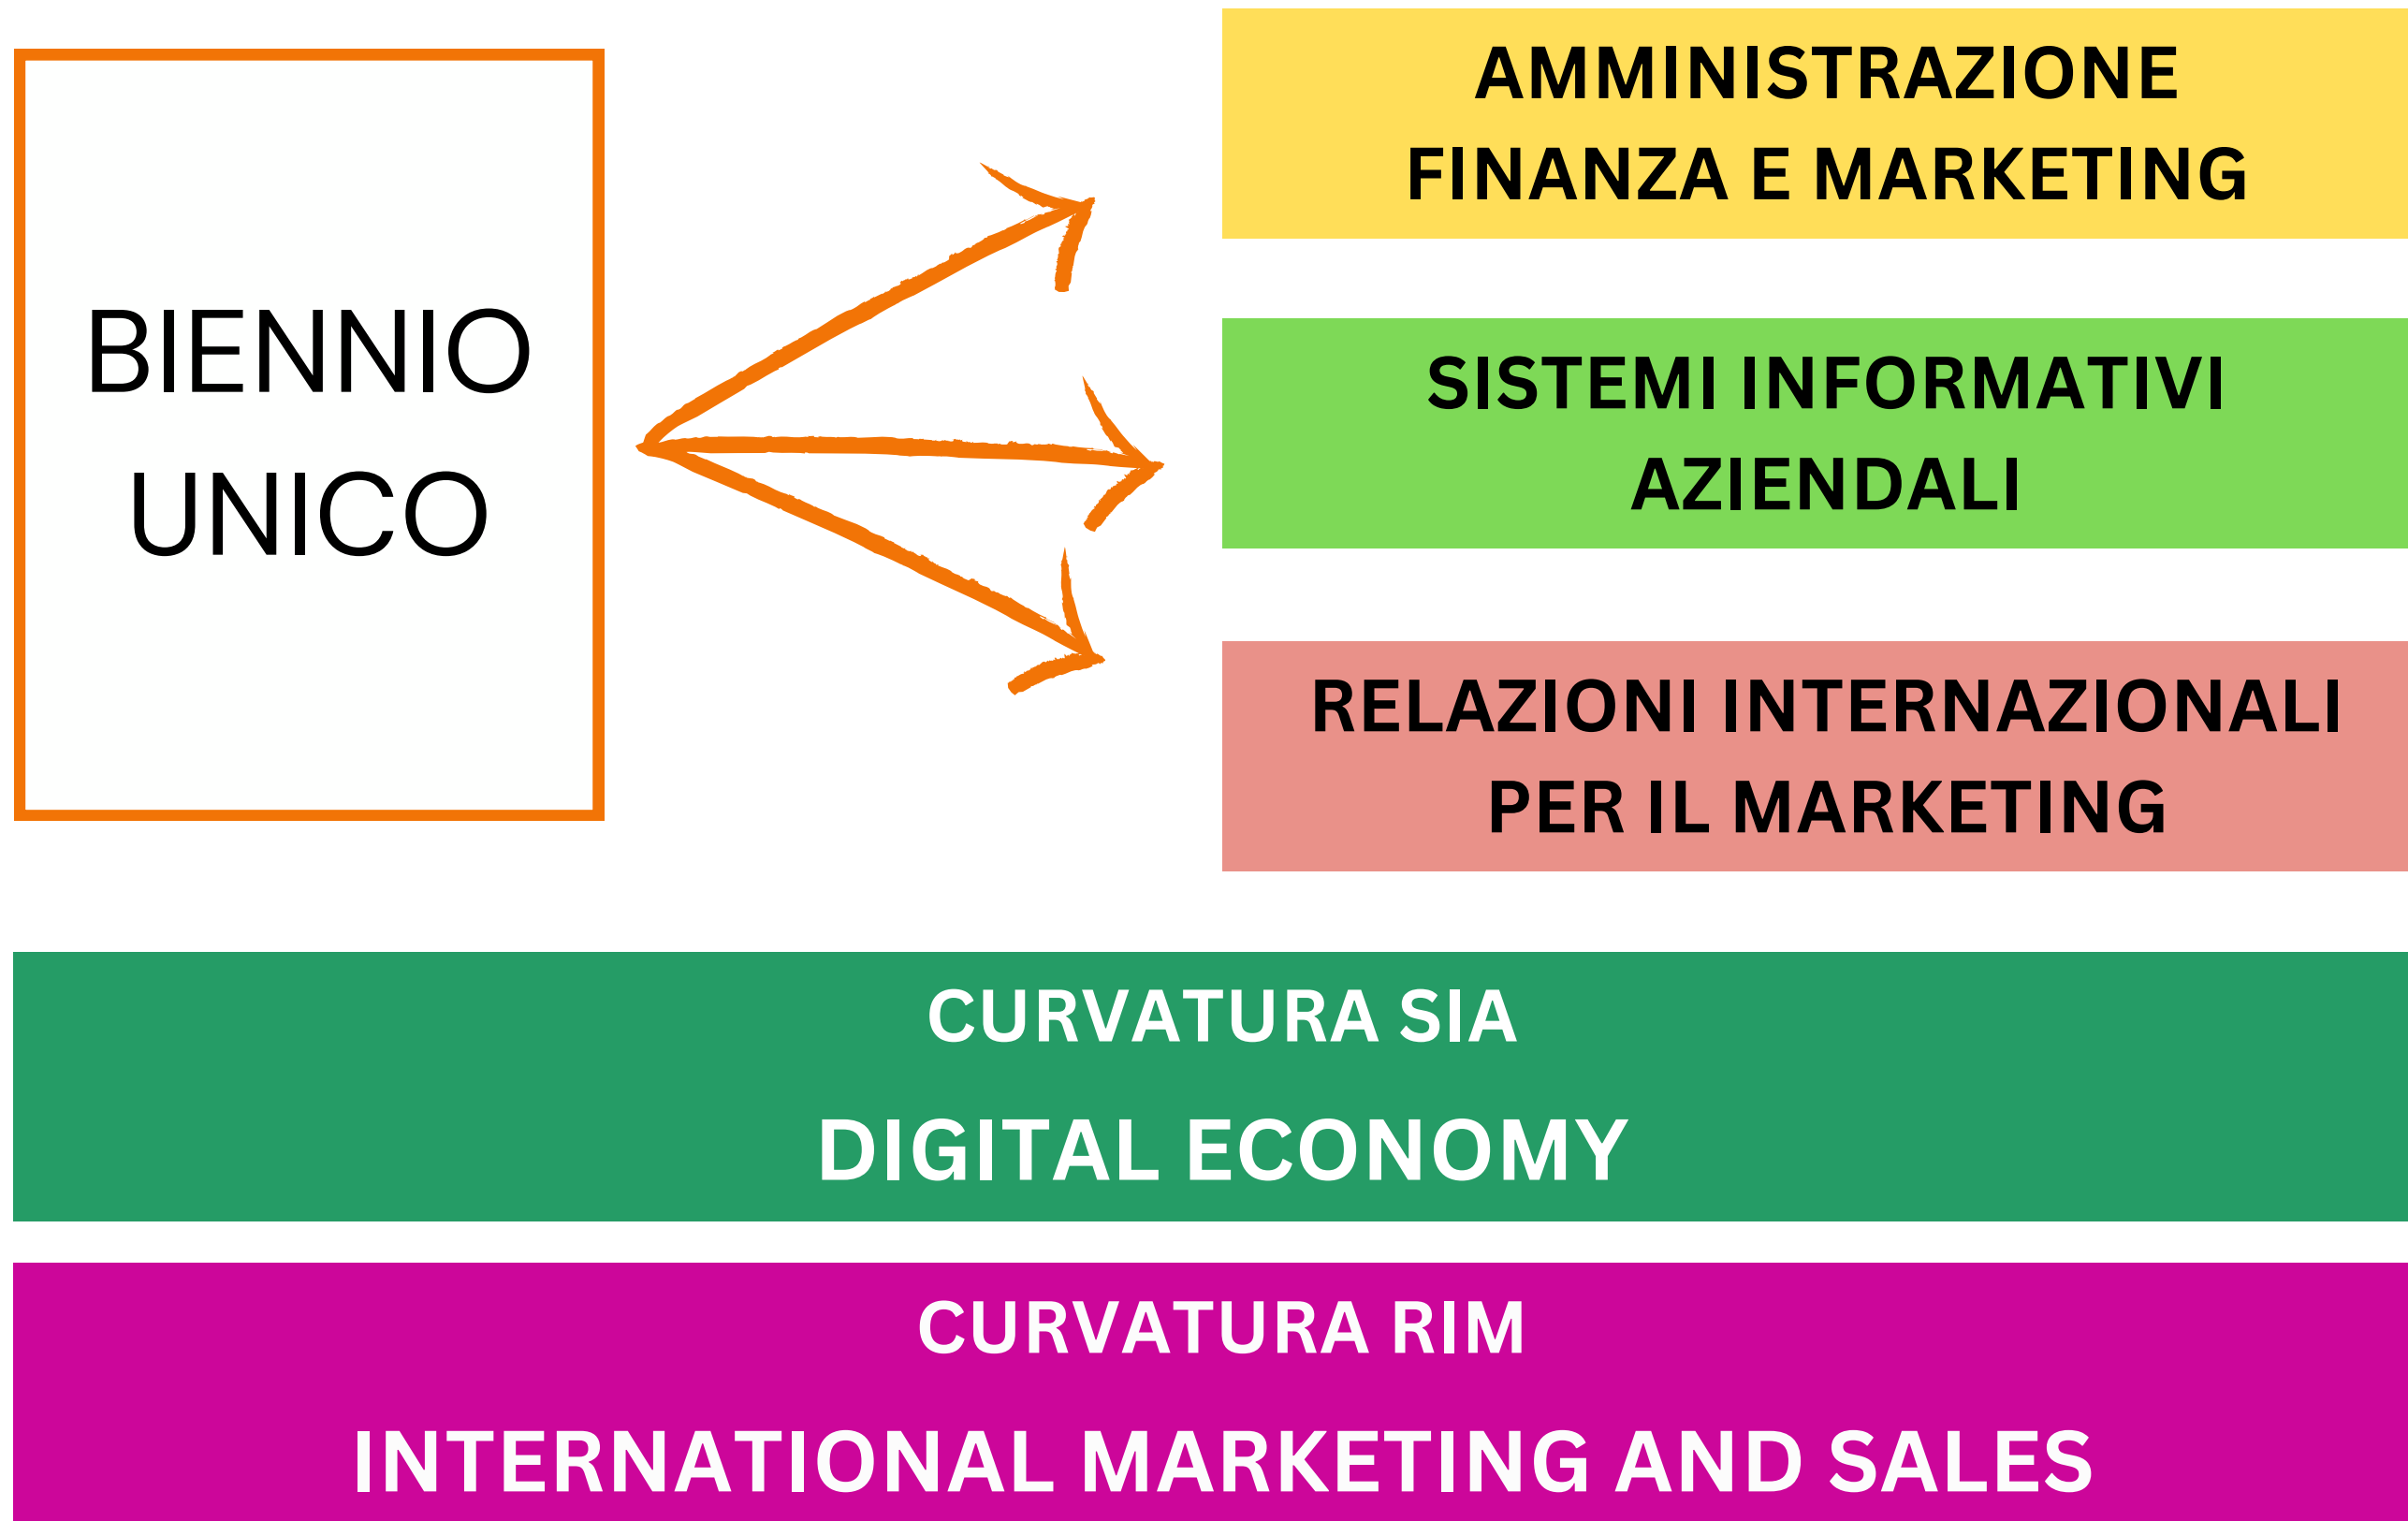 BIENNIO
UNICO
AMMINISTRAZIONE
FINANZA E MARKETING
SISTEMI INFORMATIVI
AZIENDALI
RELAZIONI INTERNAZIONALI
PER IL MARKETING
CURVATURA SIA
DIGITAL ECONOMY
CURVATURA RIM
INTERNATIONAL MARKETING AND SALES